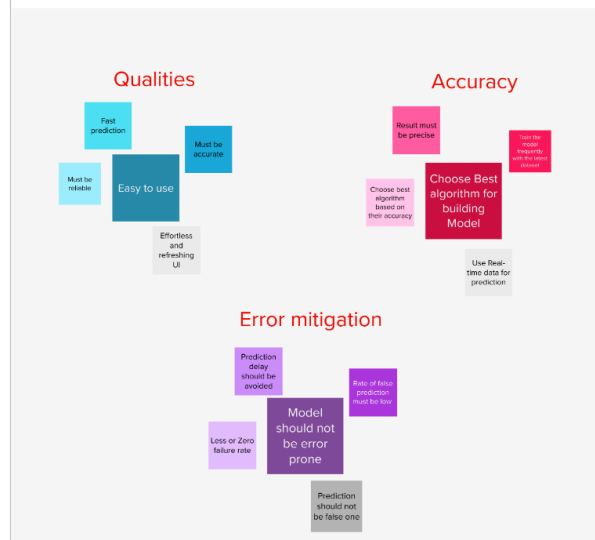 Qualities
Fast
prediction
Must be
accurate
Must be
reliable
Easy to use
Effortless
and
refreshing
UI
Accuracy
Result must
be precise
Train the
model
frequently
with the latest
dataset
Choose best
algorithm
based on
their accuracy
Choose Best
algorithm for
building
Model
Use Real-
time data for
prediction
Error mitigation
Prediction
delay
should be
avoided
Rate of false
prediction
must be low
Less or Zero
failure rate
Model
should not
be error
prone
Prediction
should not
be false one